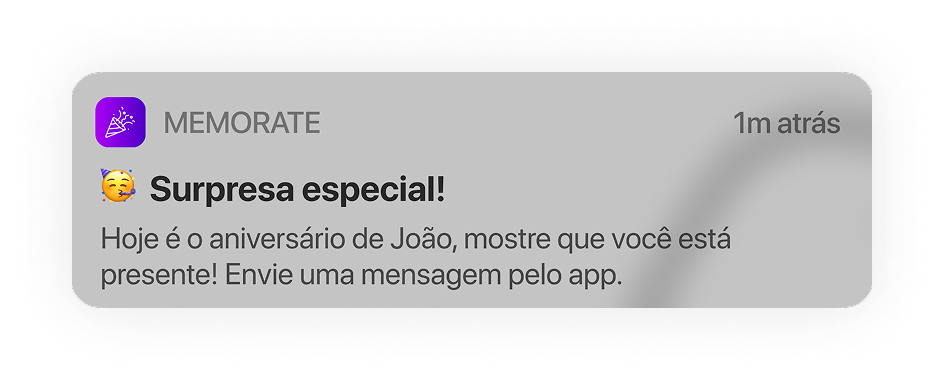 MEMORATE 1m atrás
🥳 Surpresa especial!
Hoje é o aniversário de João, mostre que você está
presente! Envie uma mensagem pelo app.